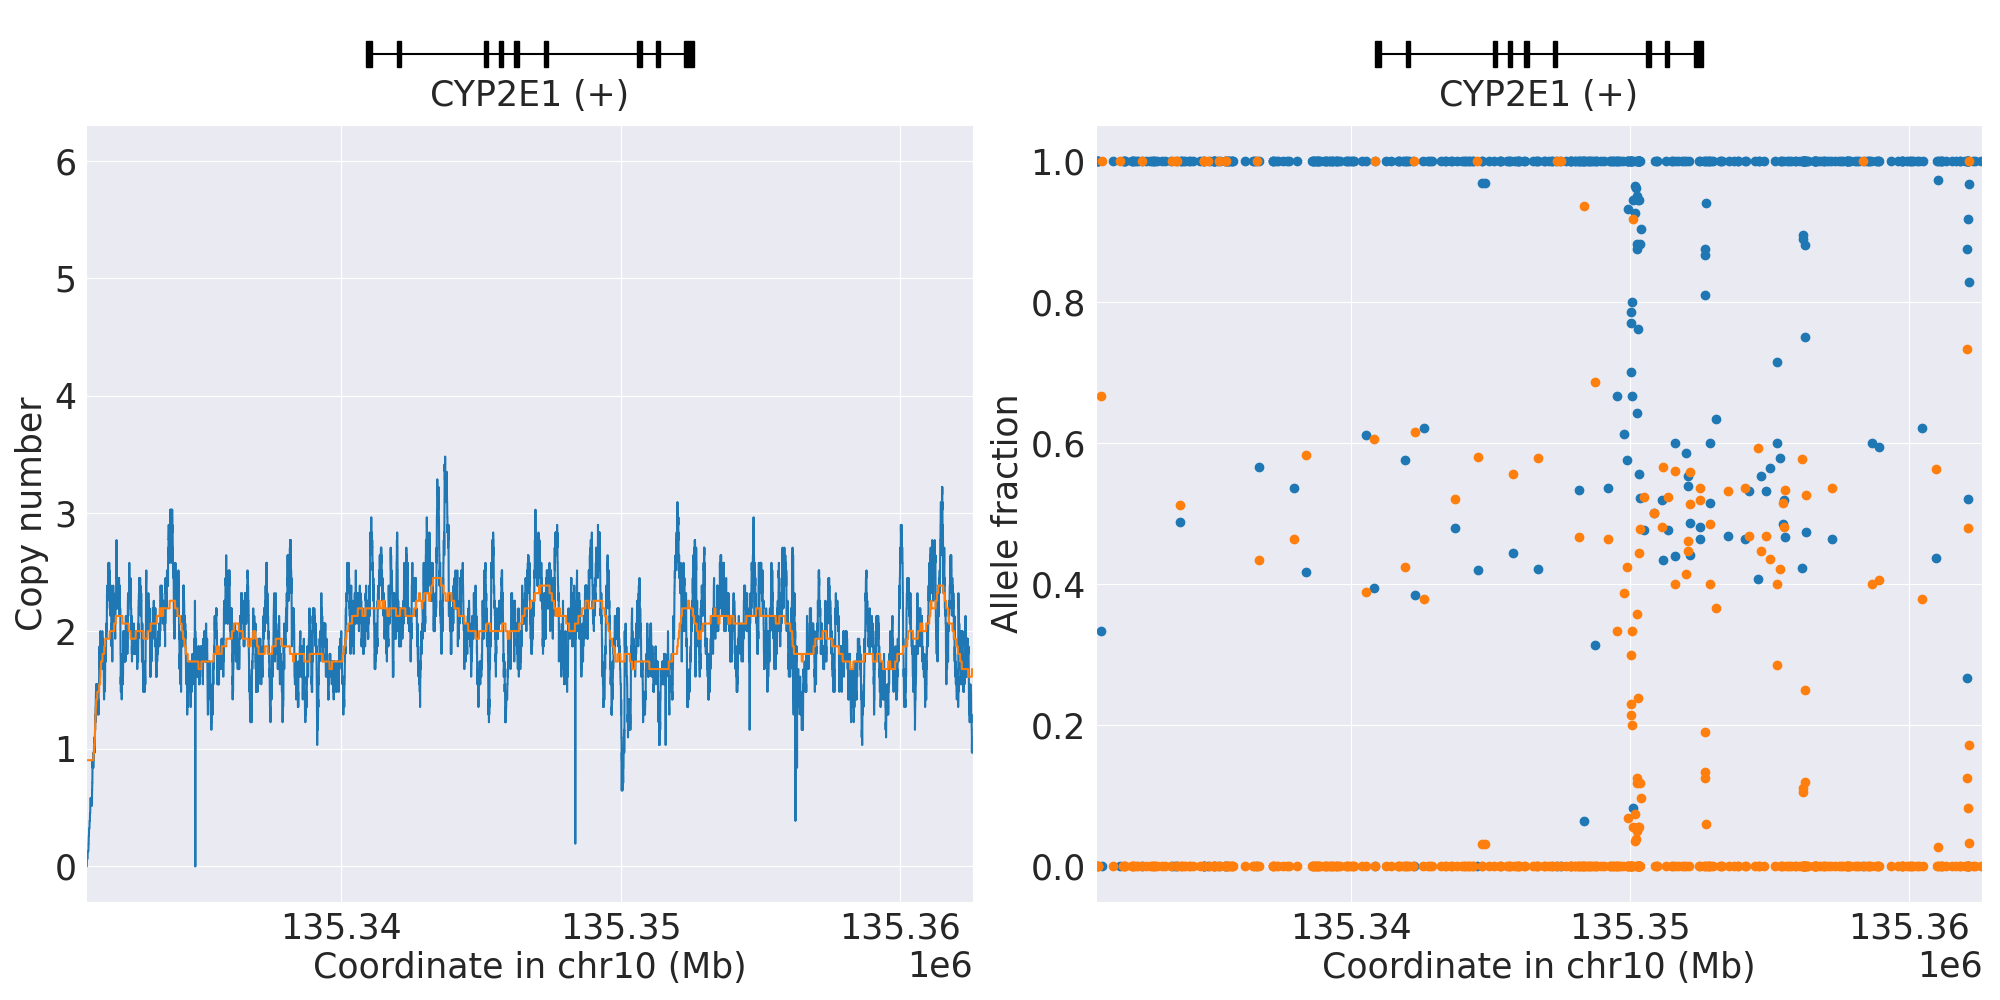 CYP2E1 (+)
6
5
4
3
2
1
0
Copy number
135.34 135.35 135.36
Coordinate in chr10 (Mb)
1e6
CYP2E1 (+)
1.0
0.8
0.6
0.4
0.2
0.0
Allele fraction
135.34 135.35 135.36
Coordinate in chr10 (Mb)
1e6